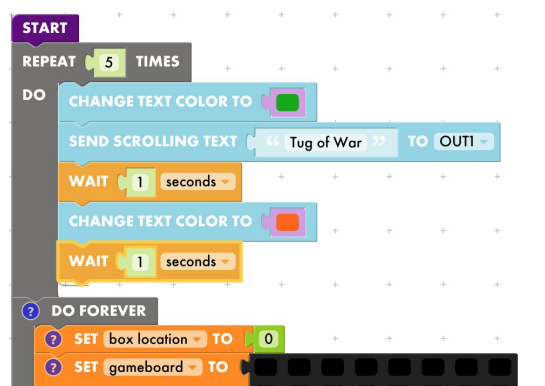 START
REPEAT 5 TIMES
DO CHANGE TEXT COLOR TO
SEND SCROLLING TEXT “ Tug of War ” TO OUT1
WAIT 1 seconds
CHANGE TEXT COLOR TO
WAIT 1 seconds
? DO FOREVER
? SET box location TO 0
? SET gameboard TO